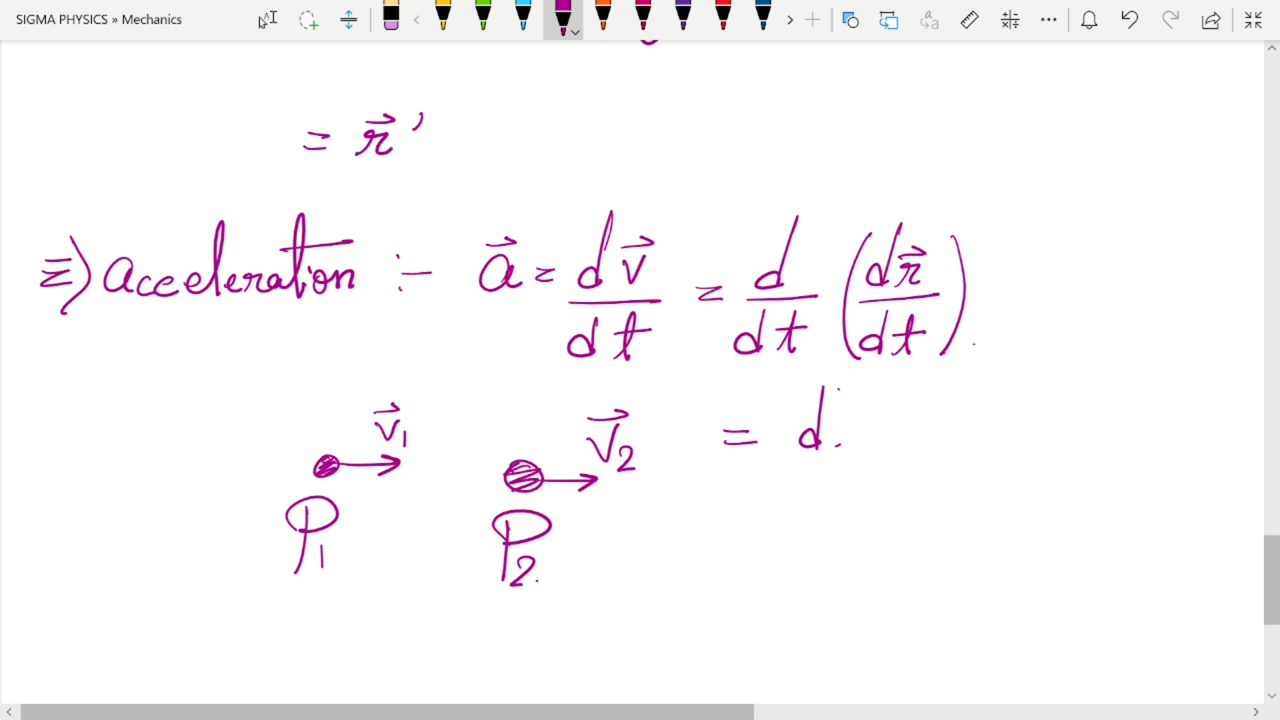 SIGMA PHYSICS » Mechanics
= r⃗ ′
⇒) Acceleration :- a⃗ = dv⃗/dt = d/dt (dr⃗/dt).
v⃗₁ v⃗₂ = d.
P₁ P₂.